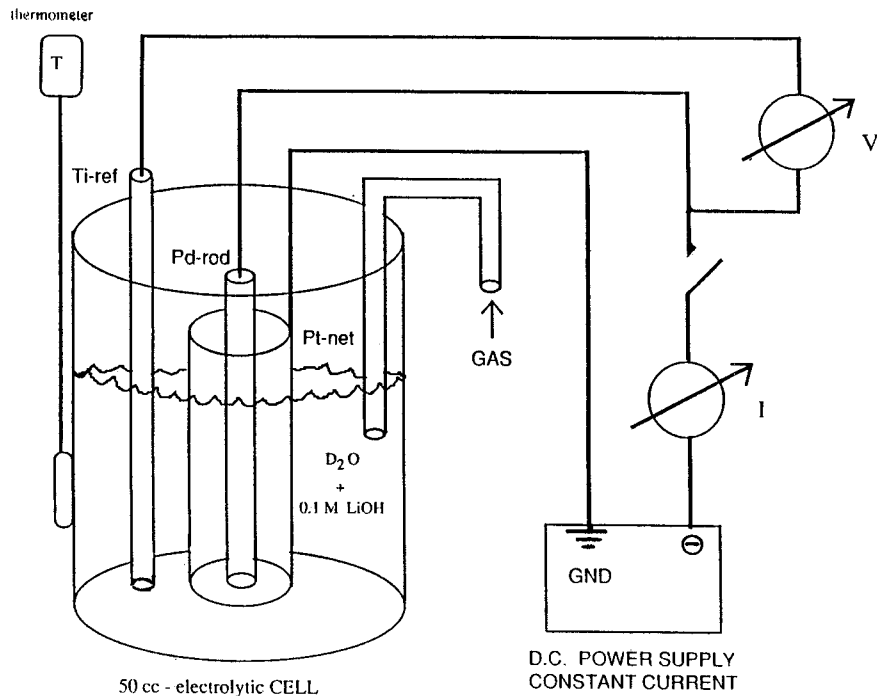 thermometer
T
Ti-ref
Pd-rod
Pt-net
GAS
D2O
+
0.1 M LiOH
V
I
GND
⊖
D.C. POWER SUPPLY
CONSTANT CURRENT
50 cc - electrolytic CELL